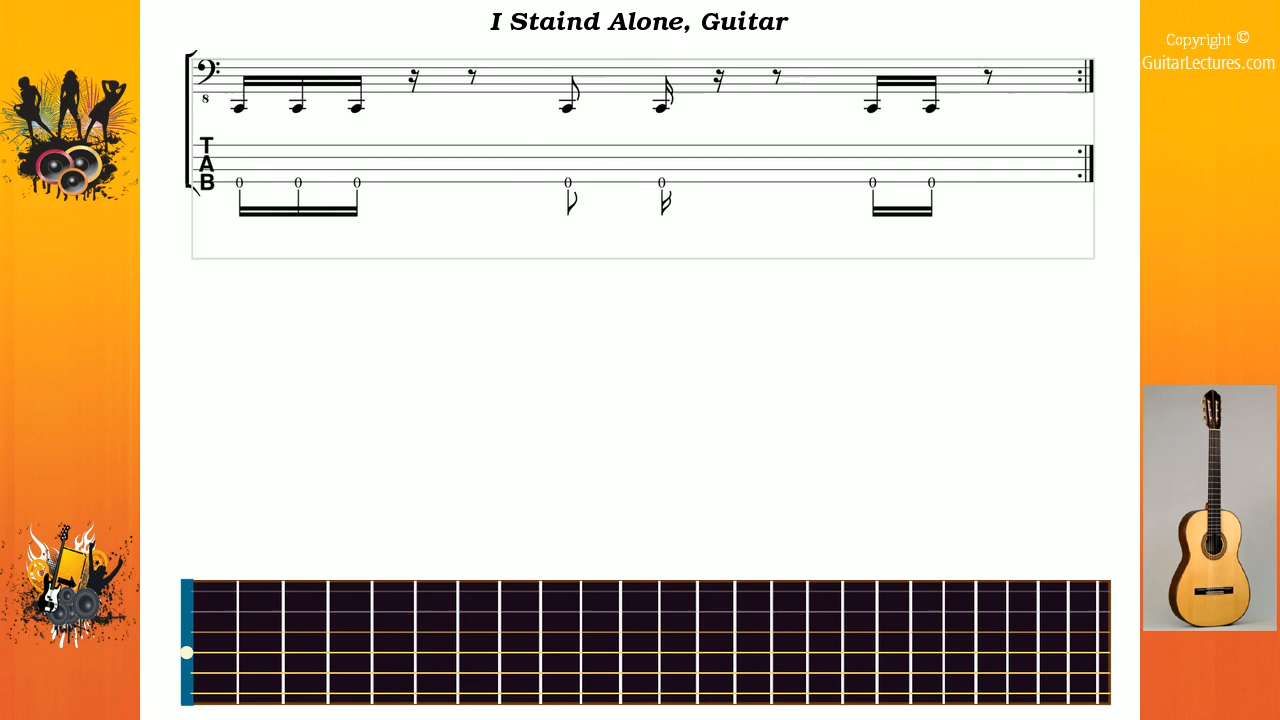 I Staind Alone, Guitar
Copyright ©
GuitarLectures.com
8
T
A
B
0 0 0 0 0 0 0